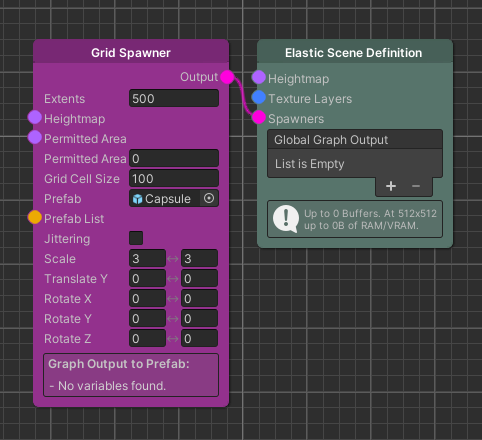 Grid Spawner
Output
Extents 500
Heightmap
Permitted Area
Permitted Area 0
Grid Cell Size 100
Prefab Capsule
Prefab List
Jittering
Scale 3 ↔ 3
Translate Y 0 ↔ 0
Rotate X 0 ↔ 0
Rotate Y 0 ↔ 0
Rotate Z 0 ↔ 0
Graph Output to Prefab:
- No variables found.
Elastic Scene Definition
Heightmap
Texture Layers
Spawners
Global Graph Output
List is Empty
+ −
Up to 0 Buffers. At 512x512
up to 0B of RAM/VRAM.